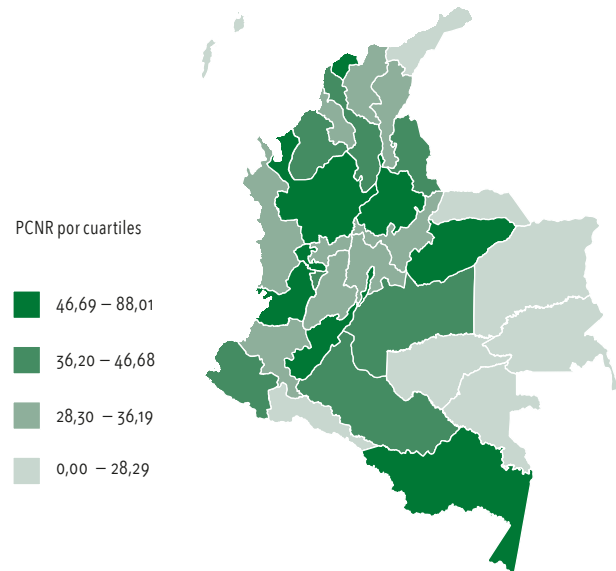 PCNR por cuartiles
46,69 – 88,01
36,20 – 46,68
28,30 – 36,19
0,00 – 28,29